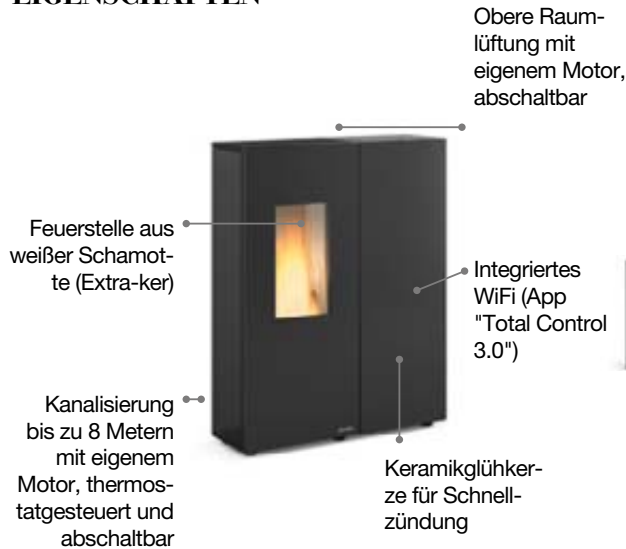 EIGENSCHAFTEN
Obere Raum-
lüftung mit
eigenem Motor,
abschaltbar
Feuerstelle aus
weißer Schamot-
te (Extra-ker)
Integriertes
WiFi (App
"Total Control
3.0")
Kanalisierung
bis zu 8 Metern
mit eigenem
Motor, thermos-
tatgesteuert und
abschaltbar
Keramikglühker-
ze für Schnell-
zündung